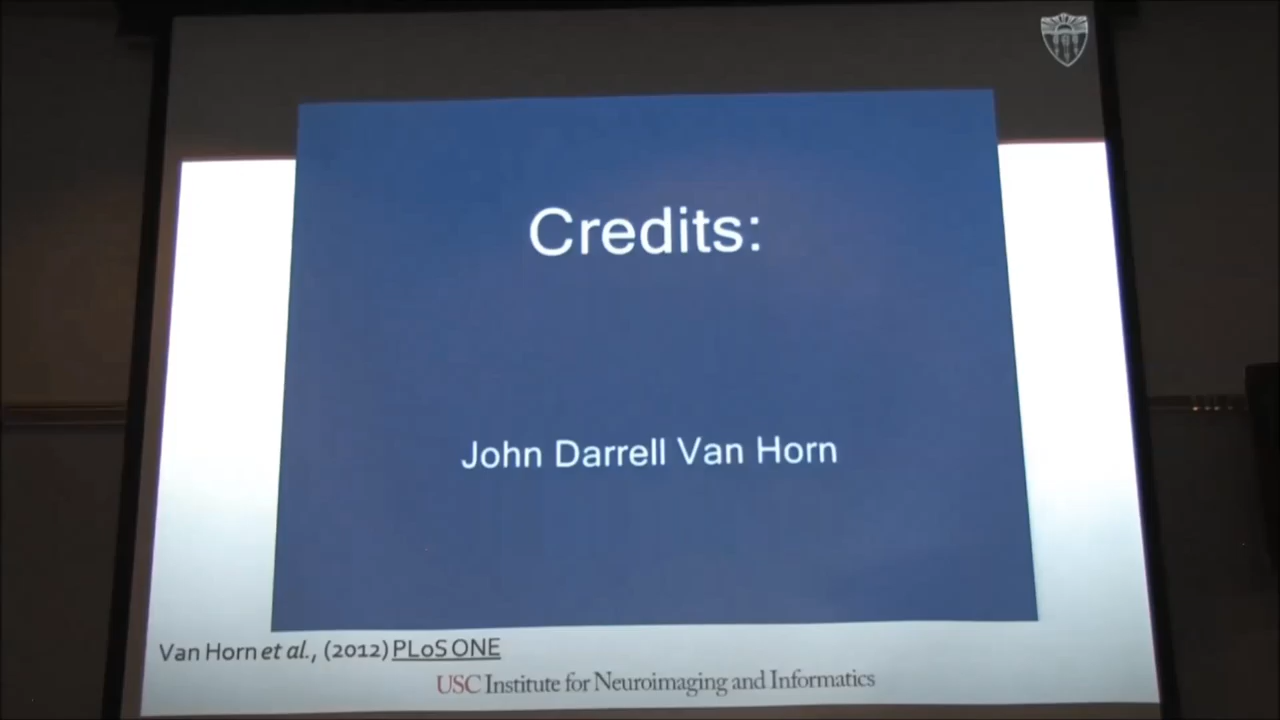 Credits:
John Darrell Van Horn
Van Horn et al., (2012) PLoS ONE
USC Institute for Neuroimaging and Informatics